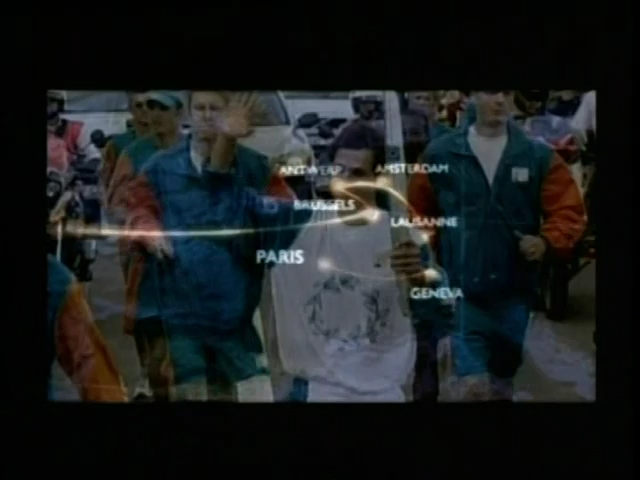 ANTWERP
AMSTERDAM
BRUSSELS
LAUSANNE
PARIS
GENEVA